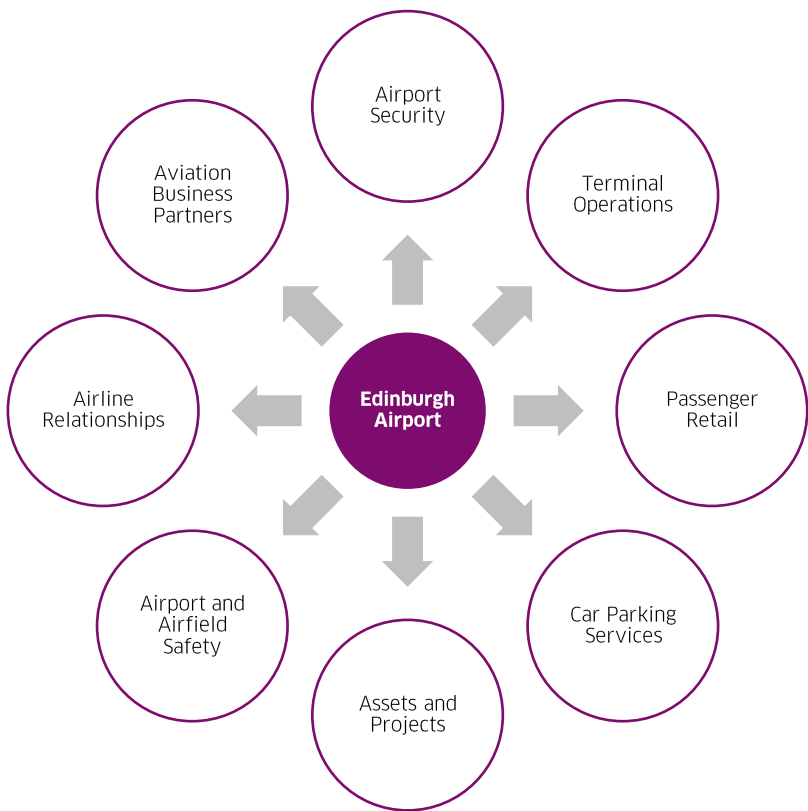 Airport
Security
Terminal
Operations
Passenger
Retail
Car Parking
Services
Assets and
Projects
Airport and
Airfield
Safety
Airline
Relationships
Aviation
Business
Partners
Edinburgh
Airport